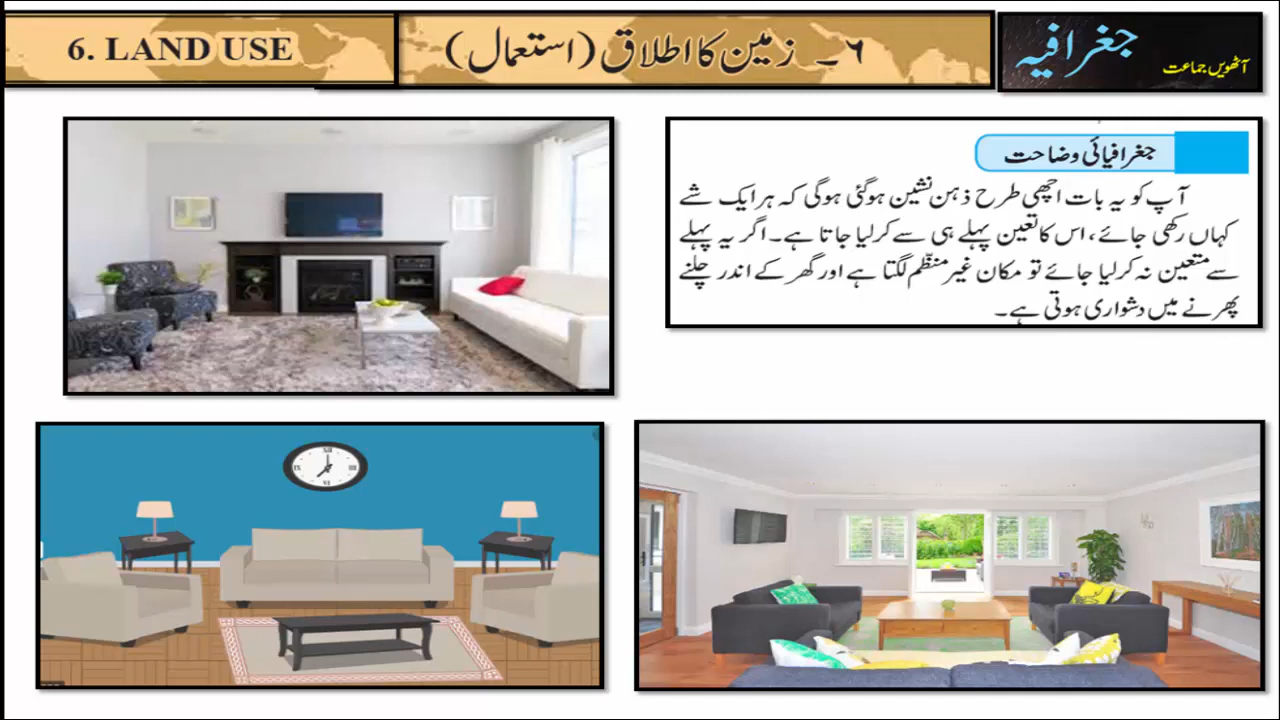 6. LAND USE
۶۔ زمین کا اطلاق (استعمال)
جغرافیہ
آٹھویں جماعت
جغرافیائی وضاحت
آپ کو یہ بات اچھی طرح ذہن نشین ہوگئی ہوگی کہ ہر ایک شے
کہاں رکھی جائے، اس کا تعین پہلے ہی سے کرلیا جاتا ہے۔ اگر یہ پہلے
سے متعین نہ کرلیا جائے تو مکان غیر منظّم لگتا ہے اور گھر کے اندر چلنے
پھرنے میں دشواری ہوتی ہے۔